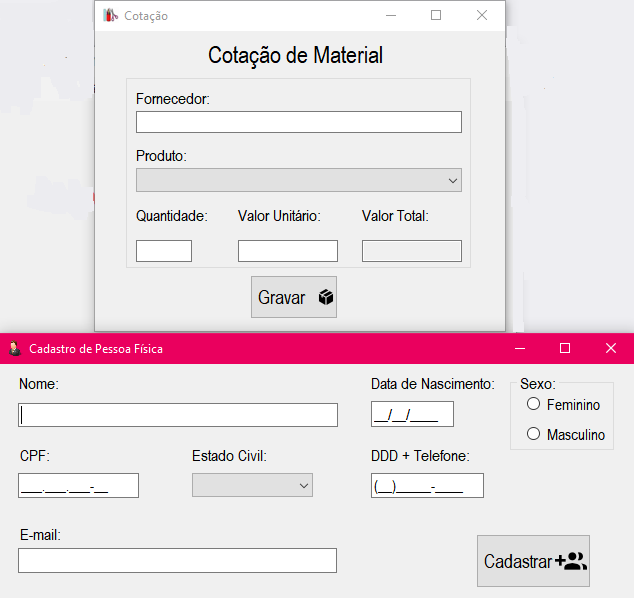 Cotação
Cotação de Material
Fornecedor:
Produto:
Quantidade: Valor Unitário: Valor Total:
Gravar
Cadastro de Pessoa Física
Nome: Data de Nascimento: Sexo:
__/__/____ Feminino
Masculino
CPF: Estado Civil: DDD + Telefone:
___.___.___-__ (__)_____-____
E-mail:
Cadastrar